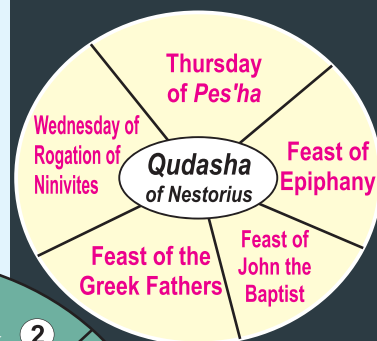 Thursday
of Pes'ha
Wednesday of
Rogation of
Ninivites
Qudasha
of Nestorius
Feast of
Epiphany
Feast of the
Greek Fathers
Feast of
John the
Baptist
2